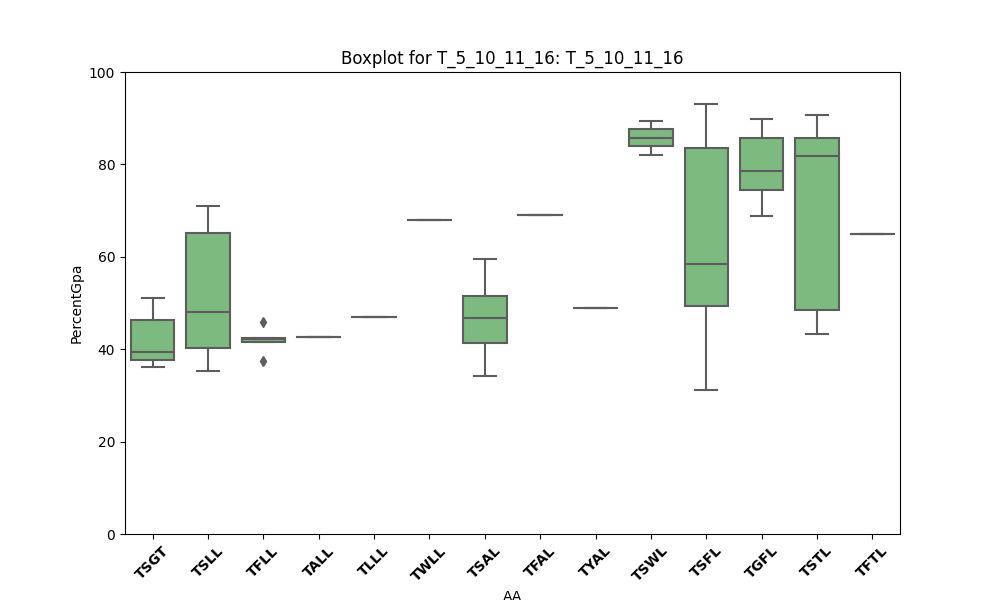 Boxplot for T_5_10_11_16: T_5_10_11_16
PercentGpa
100
80
60
40
20
0
TSGT
TSLL
TFLL
TALL
TLLL
TWLL
TSAL
TFAL
TYAL
TSWL
TSFL
TGFL
TSTL
TFTL
AA